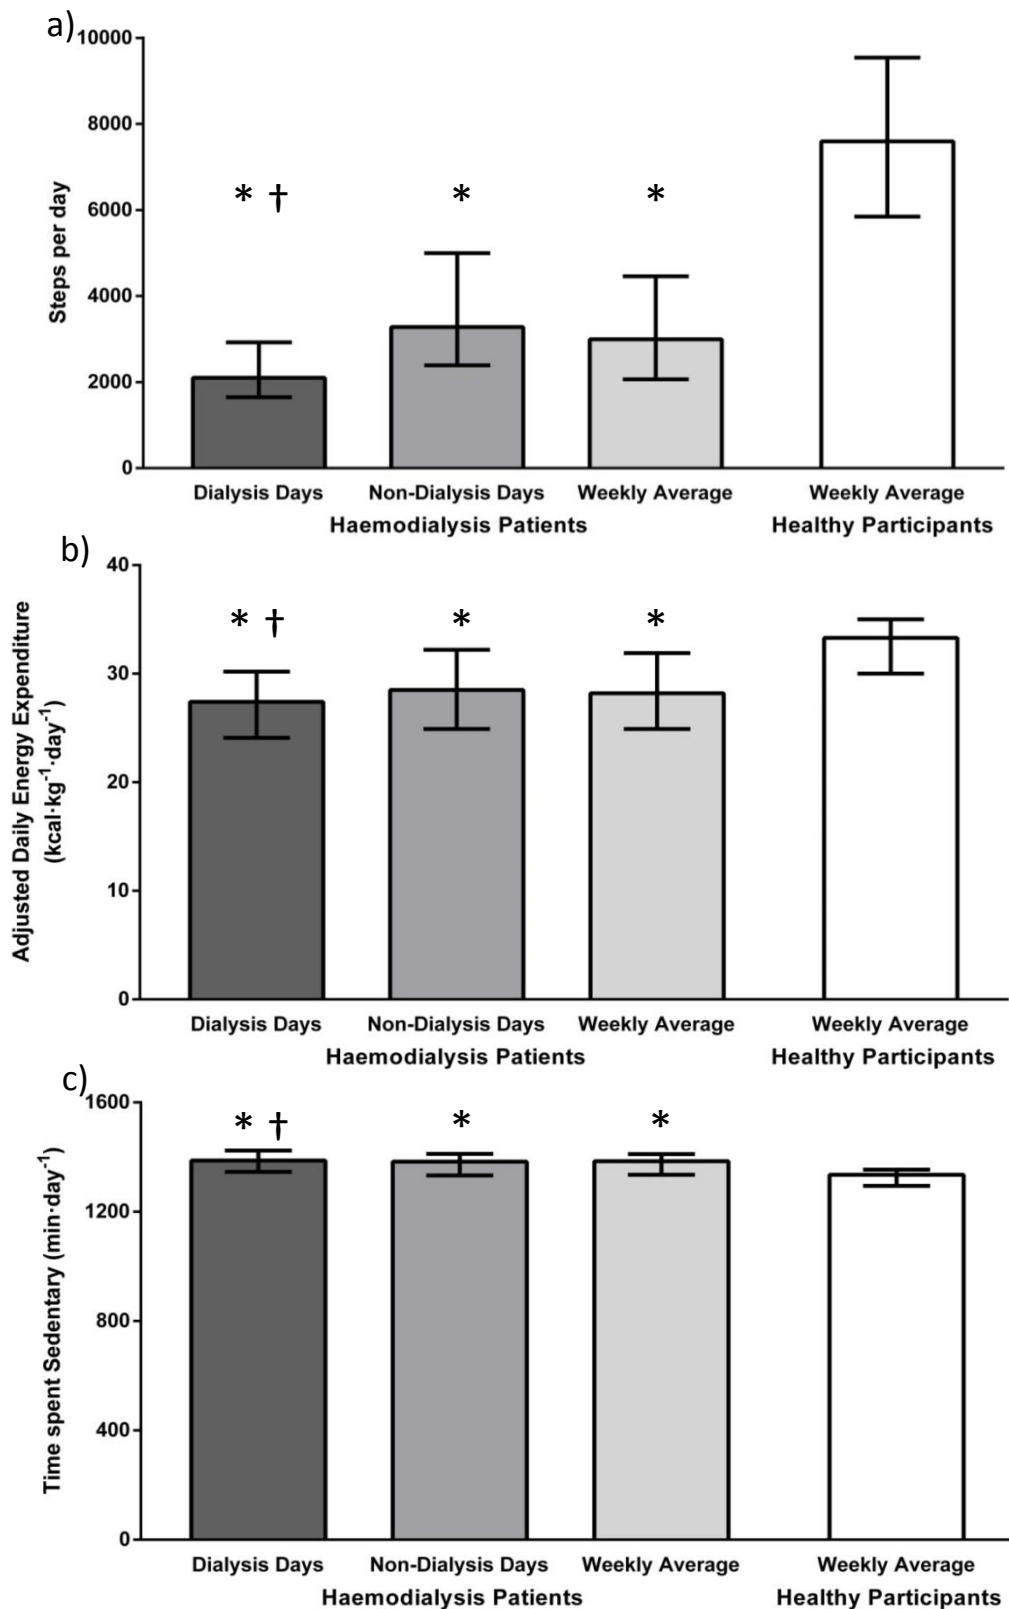 a)
10000
8000
6000
4000
2000
0
Steps per day
* †
*
*
Dialysis Days Non-Dialysis Days Weekly Average Weekly Average
Haemodialysis Patients Healthy Participants
b)
40
30
20
10
0
Adjusted Daily Energy Expenditure
(kcal·kg⁻¹·day⁻¹)
* †
*
*
Dialysis Days Non-Dialysis Days Weekly Average Weekly Average
Haemodialysis Patients Healthy Participants
c)
1600
1200
800
400
0
Time spent Sedentary (min·day⁻¹)
* †
*
*
Dialysis Days Non-Dialysis Days Weekly Average Weekly Average
Haemodialysis Patients Healthy Participants